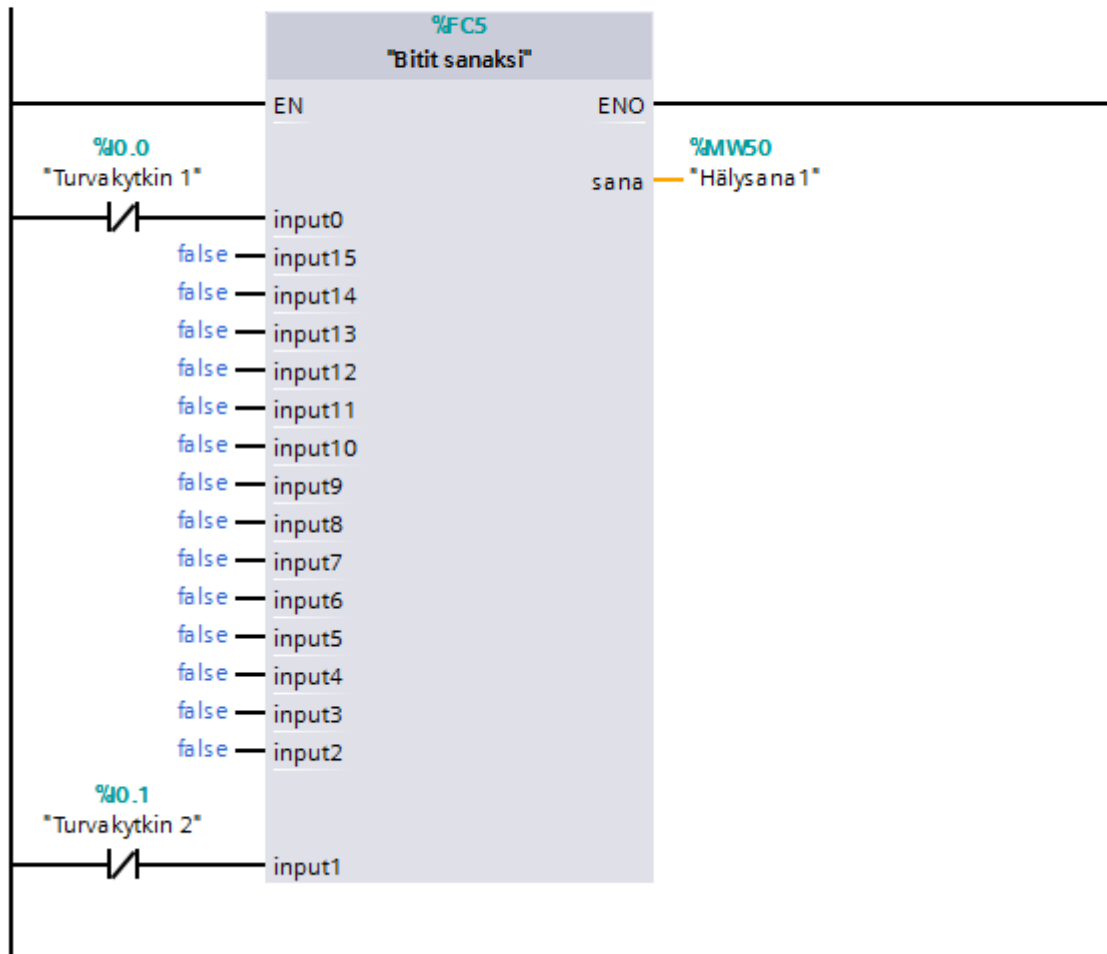 %FC5
"Bitit sanaksi"
EN ENO
%I0.0
"Turvakytkin 1"
%MW50
"Hälysana1"
sana
input0
false input15
false input14
false input13
false input12
false input11
false input10
false input9
false input8
false input7
false input6
false input5
false input4
false input3
false input2
%I0.1
"Turvakytkin 2"
input1